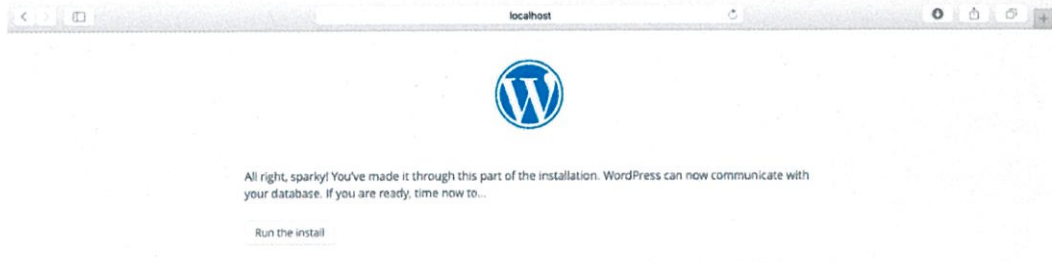 localhost
All right, sparky! You've made it through this part of the installation. WordPress can now communicate with
your database. If you are ready, time now to...
Run the install